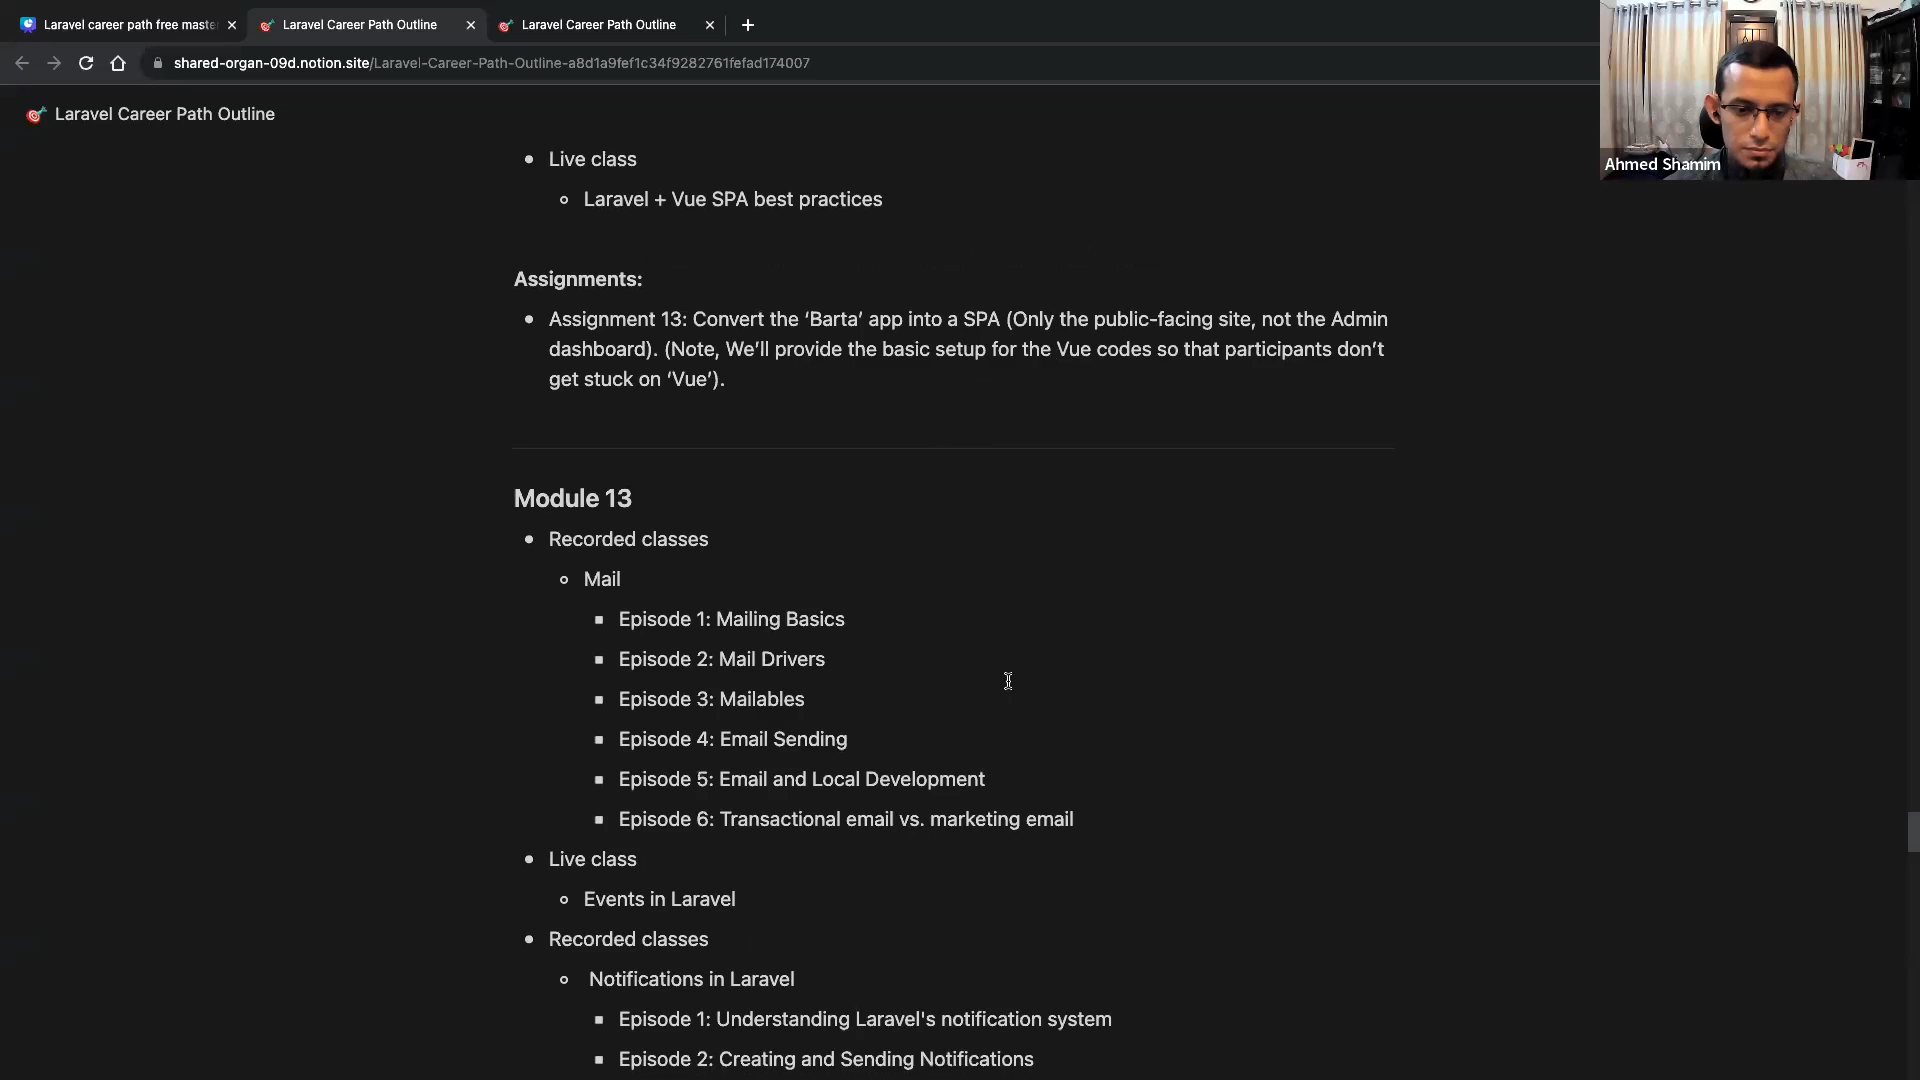 Laravel career path free maste
Laravel Career Path Outline
Laravel Career Path Outline
shared-organ-09d.notion.site/Laravel-Career-Path-Outline-a8d1a9fef1c34f9282761fefad174007
Laravel Career Path Outline
Ahmed Shamim
• Live class
◦ Laravel + Vue SPA best practices
Assignments:
• Assignment 13: Convert the ‘Barta’ app into a SPA (Only the public-facing site, not the Admin
dashboard). (Note, We’ll provide the basic setup for the Vue codes so that participants don’t
get stuck on ‘Vue’).
Module 13
• Recorded classes
◦ Mail
▪ Episode 1: Mailing Basics
▪ Episode 2: Mail Drivers
▪ Episode 3: Mailables
▪ Episode 4: Email Sending
▪ Episode 5: Email and Local Development
▪ Episode 6: Transactional email vs. marketing email
• Live class
◦ Events in Laravel
• Recorded classes
◦ Notifications in Laravel
▪ Episode 1: Understanding Laravel's notification system
▪ Episode 2: Creating and Sending Notifications